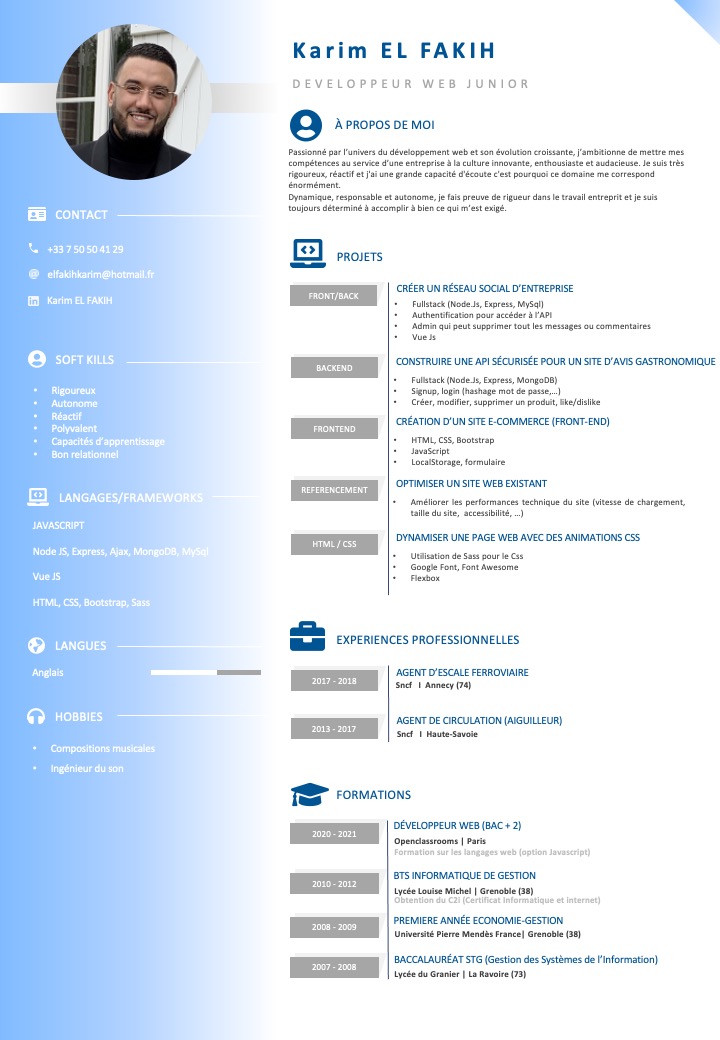 Karim EL FAKIH
DEVELOPPEUR WEB JUNIOR
À PROPOS DE MOI
Passionné par l’univers du développement web et son évolution croissante, j’ambitionne de mettre mes
compétences au service d’une entreprise à la culture innovante, enthousiaste et audacieuse. Je suis très
rigoureux, réactif et j'ai une grande capacité d'écoute c'est pourquoi ce domaine me correspond
énormément.
Dynamique, responsable et autonome, je fais preuve de rigueur dans le travail entreprit et je suis
toujours déterminé à accomplir à bien ce qui m’est exigé.
CONTACT
+33 7 50 50 41 29
elfakihkarim@hotmail.fr
Karim EL FAKIH
SOFT KILLS
• Rigoureux
• Autonome
• Réactif
• Polyvalent
• Capacités d’apprentissage
• Bon relationnel
LANGAGES/FRAMEWORKS
JAVASCRIPT
Node JS, Express, Ajax, MongoDB, MySql
Vue JS
HTML, CSS, Bootstrap, Sass
LANGUES
Anglais
HOBBIES
• Compositions musicales
• Ingénieur du son
PROJETS
FRONT/BACK
CRÉER UN RÉSEAU SOCIAL D’ENTREPRISE
• Fullstack (Node.Js, Express, MySql)
• Authentification pour accéder à l’API
• Admin qui peut supprimer tout les messages ou commentaires
• Vue Js
BACKEND
CONSTRUIRE UNE API SÉCURISÉE POUR UN SITE D’AVIS GASTRONOMIQUE
• Fullstack (Node.Js, Express, MongoDB)
• Signup, login (hashage mot de passe,…)
• Créer, modifier, supprimer un produit, like/dislike
FRONTEND
CRÉATION D’UN SITE E-COMMERCE (FRONT-END)
• HTML, CSS, Bootstrap
• JavaScript
• LocalStorage, formulaire
REFERENCEMENT
OPTIMISER UN SITE WEB EXISTANT
• Améliorer les performances technique du site (vitesse de chargement,
taille du site, accessibilité, …)
HTML / CSS
DYNAMISER UNE PAGE WEB AVEC DES ANIMATIONS CSS
• Utilisation de Sass pour le Css
• Google Font, Font Awesome
• Flexbox
EXPERIENCES PROFESSIONNELLES
2017 - 2018
AGENT D’ESCALE FERROVIAIRE
Sncf I Annecy (74)
2013 - 2017
AGENT DE CIRCULATION (AIGUILLEUR)
Sncf I Haute-Savoie
FORMATIONS
2020 - 2021
DÉVELOPPEUR WEB (BAC + 2)
Openclassrooms | Paris
Formation sur les langages web (option Javascript)
2010 - 2012
BTS INFORMATIQUE DE GESTION
Lycée Louise Michel | Grenoble (38)
Obtention du C2i (Certificat Informatique et internet)
2008 - 2009
PREMIERE ANNÉE ECONOMIE-GESTION
Université Pierre Mendès France| Grenoble (38)
2007 - 2008
BACCALAURÉAT STG (Gestion des Systèmes de l’Information)
Lycée du Granier | La Ravoire (73)